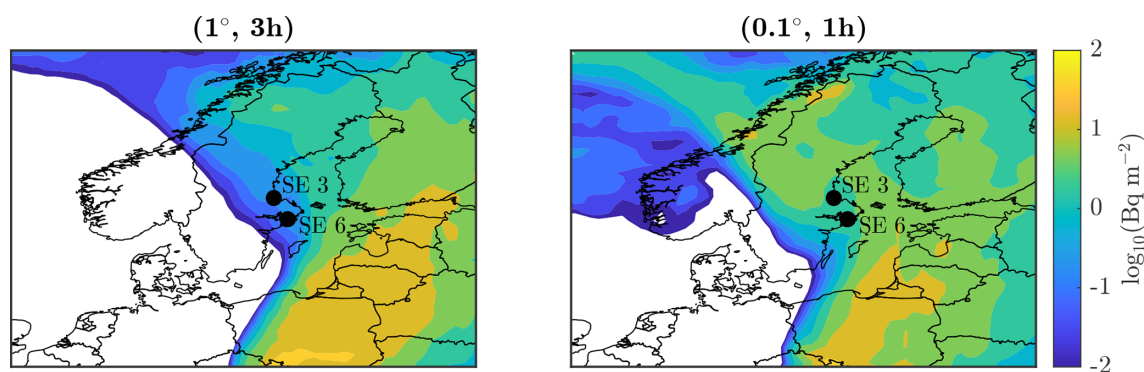 (1°, 3h)
(0.1°, 1h)
SE 3
SE 6
SE 3
SE 6
2
1
0
-1
-2
log₁₀(Bq m⁻²)